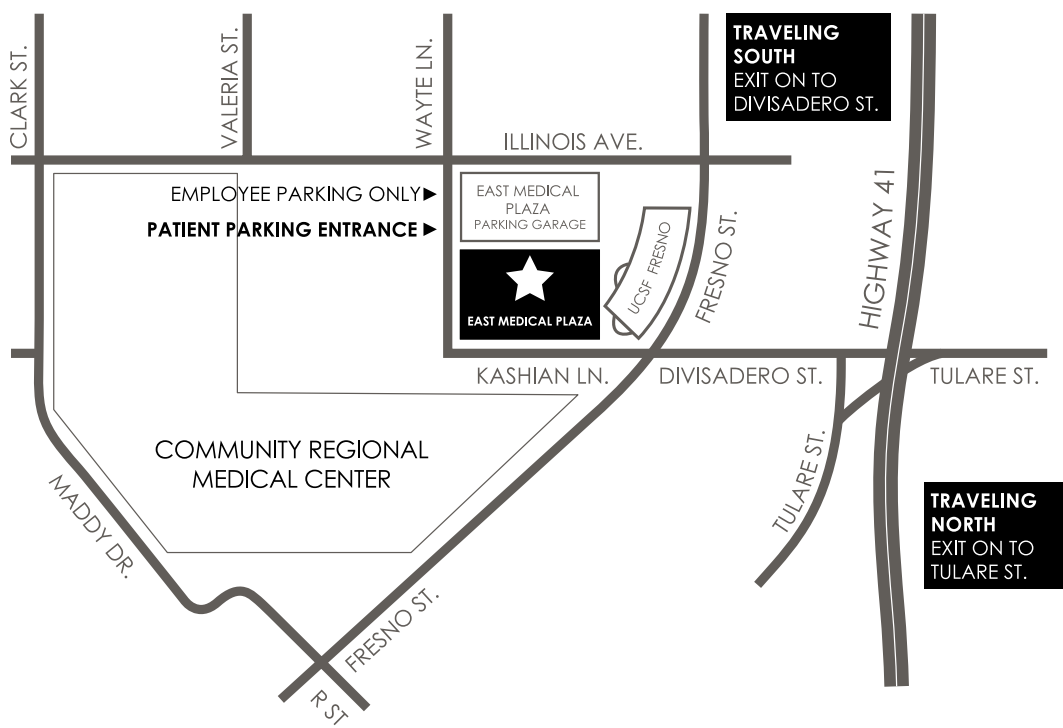 CLARK ST.
VALERIA ST.
WAYTE LN.
TRAVELING
SOUTH
EXIT ON TO
DIVISADERO ST.
ILLINOIS AVE.
EMPLOYEE PARKING ONLY
PATIENT PARKING ENTRANCE
EAST MEDICAL
PLAZA
PARKING GARAGE
UCSF FRESNO
FRESNO ST.
HIGHWAY 41
EAST MEDICAL PLAZA
KASHIAN LN.
DIVISADERO ST.
TULARE ST.
COMMUNITY REGIONAL
MEDICAL CENTER
TULARE ST.
MADDY DR.
TRAVELING
NORTH
EXIT ON TO
TULARE ST.
FRESNO ST.
R ST